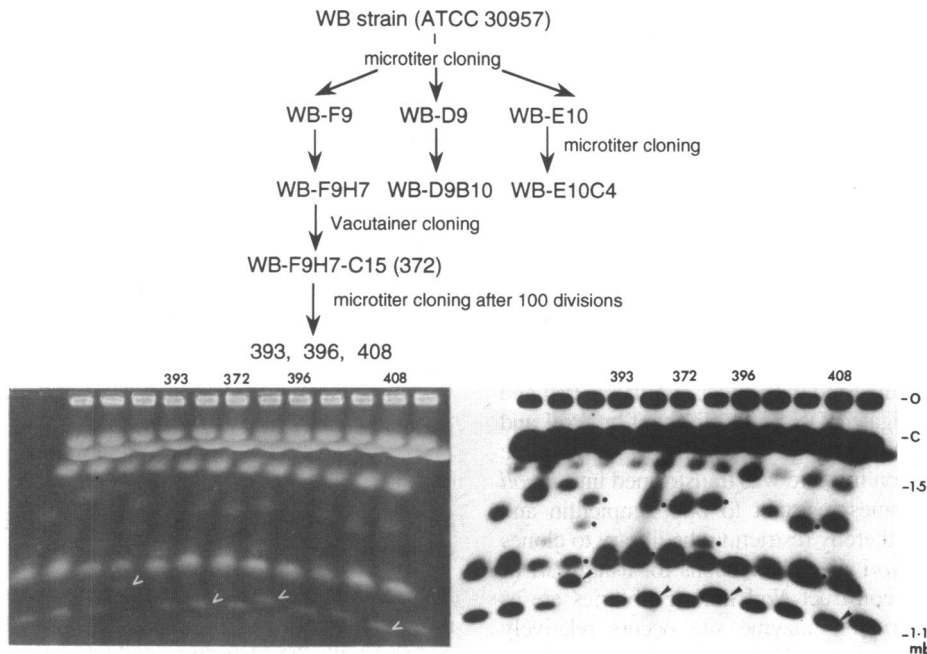 WB strain (ATCC 30957)
microtiter cloning
WB-F9 WB-D9 WB-E10
microtiter cloning
WB-F9H7 WB-D9B10 WB-E10C4
Vacutainer cloning
WB-F9H7-C15 (372)
microtiter cloning after 100 divisions
393, 396, 408
393 372 396 408
393 372 396 408
-O
-C
-1.5
-1.1
mb